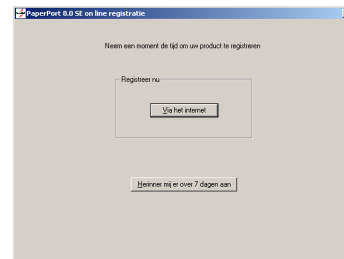 PaperPort 8.0 SE on line registratie
Neem een moment de tijd om uw product te registreren
Registreer nu
Via het internet
Herinner mij er over 7 dagen aan